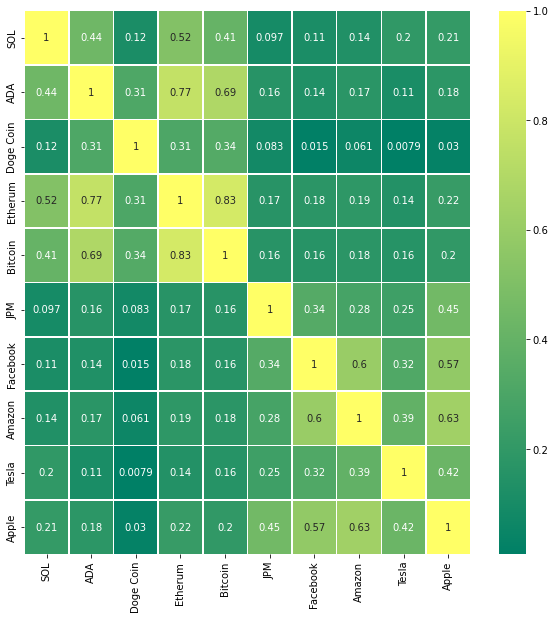 SOL 1 0.44 0.12 0.52 0.41 0.097 0.11 0.14 0.2 0.21
ADA 0.44 1 0.31 0.77 0.69 0.16 0.14 0.17 0.11 0.18
Doge Coin 0.12 0.31 1 0.31 0.34 0.083 0.015 0.061 0.0079 0.03
Etherum 0.52 0.77 0.31 1 0.83 0.17 0.18 0.19 0.14 0.22
Bitcoin 0.41 0.69 0.34 0.83 1 0.16 0.16 0.18 0.16 0.2
JPM 0.097 0.16 0.083 0.17 0.16 1 0.34 0.28 0.25 0.45
Facebook 0.11 0.14 0.015 0.18 0.16 0.34 1 0.6 0.32 0.57
Amazon 0.14 0.17 0.061 0.19 0.18 0.28 0.6 1 0.39 0.63
Tesla 0.2 0.11 0.0079 0.14 0.16 0.25 0.32 0.39 1 0.42
Apple 0.21 0.18 0.03 0.22 0.2 0.45 0.57 0.63 0.42 1
SOL ADA Doge Coin Etherum Bitcoin JPM Facebook Amazon Tesla Apple
1.0
0.8
0.6
0.4
0.2